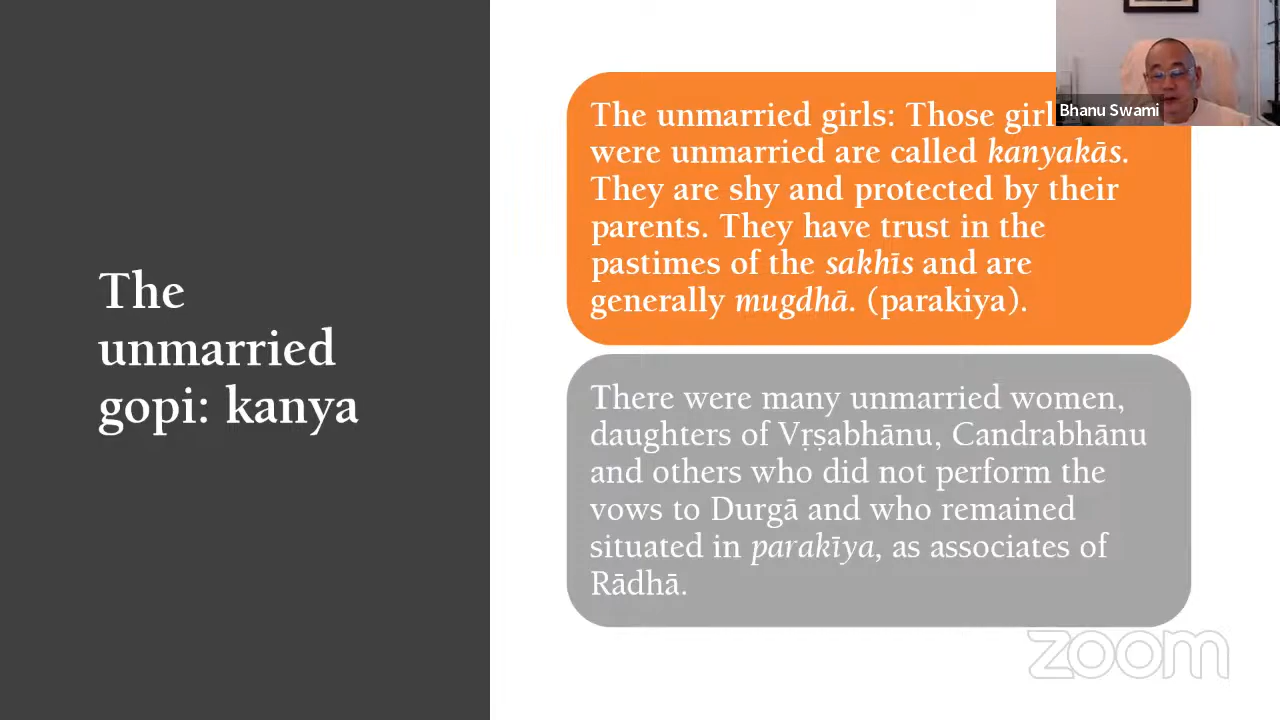 The
unmarried
gopi: kanya
The unmarried girls: Those girl
were unmarried are called kanyakās.
They are shy and protected by their
parents. They have trust in the
pastimes of the sakhīs and are
generally mugdhā. (parakiya).
There were many unmarried women,
daughters of Vṛṣabhānu, Candrabhānu
and others who did not perform the
vows to Durgā and who remained
situated in parakīya, as associates of
Rādhā.
Bhanu Swami
zoom